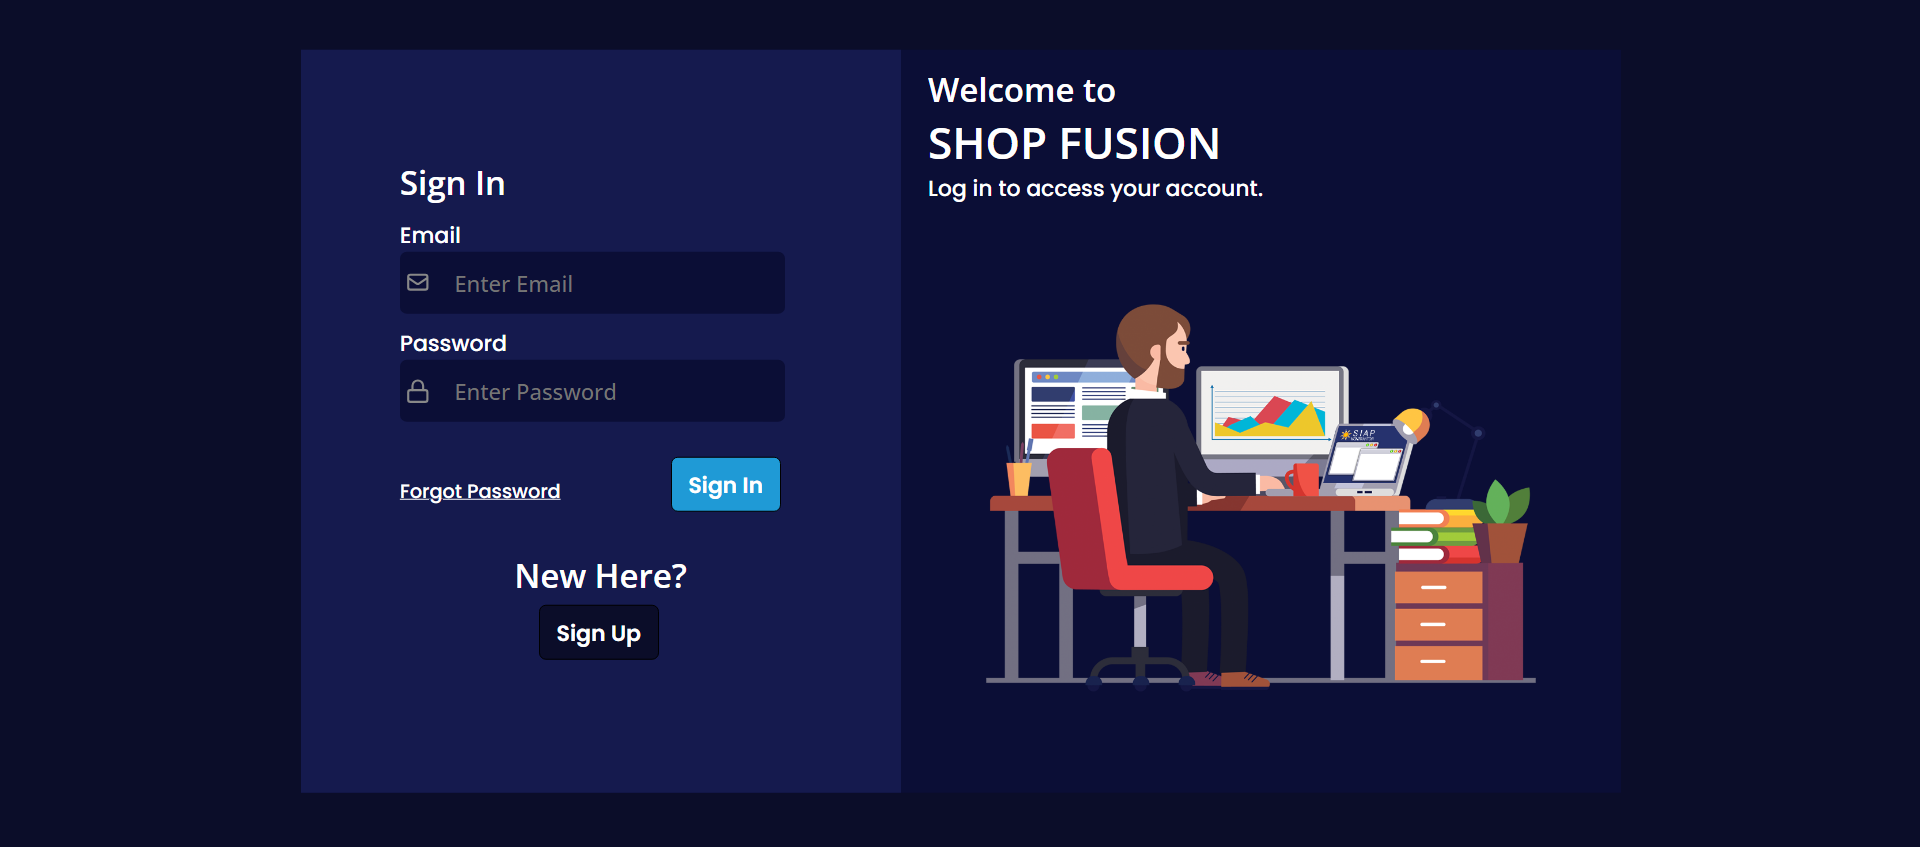 Sign In
Email
Enter Email
Password
Enter Password
Forgot Password
Sign In
New Here?
Sign Up
Welcome to
SHOP FUSION
Log in to access your account.
SIAP